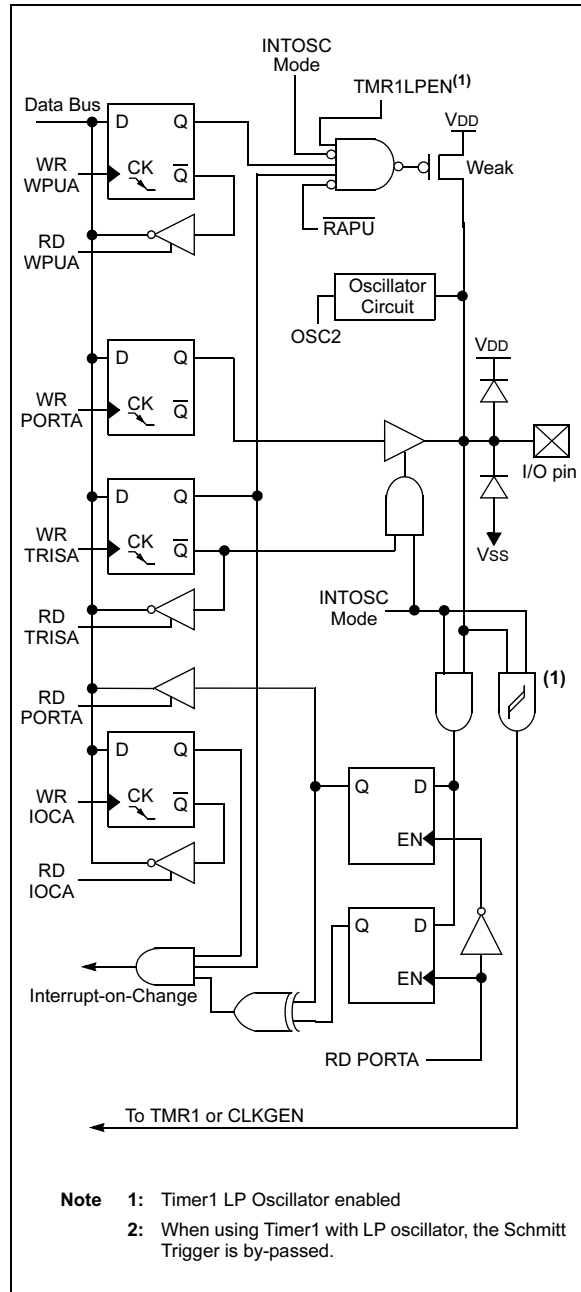 INTOSC
Mode
TMR1LPEN(1)
Data Bus
VDD
D Q
WR
WPUA
CK Q
Weak
RD
WPUA
RAPU
Oscillator
Circuit
OSC2
VDD
D Q
WR
PORTA
CK Q
I/O pin
D Q
WR
TRISA
CK Q
VSS
INTOSC
Mode
RD
TRISA
(1)
RD
PORTA
D Q
Q D
WR
IOCA
CK Q
EN
RD
IOCA
Q D
Interrupt-on-Change
EN
RD PORTA
To TMR1 or CLKGEN
Note 1: Timer1 LP Oscillator enabled
2: When using Timer1 with LP oscillator, the Schmitt
Trigger is by-passed.